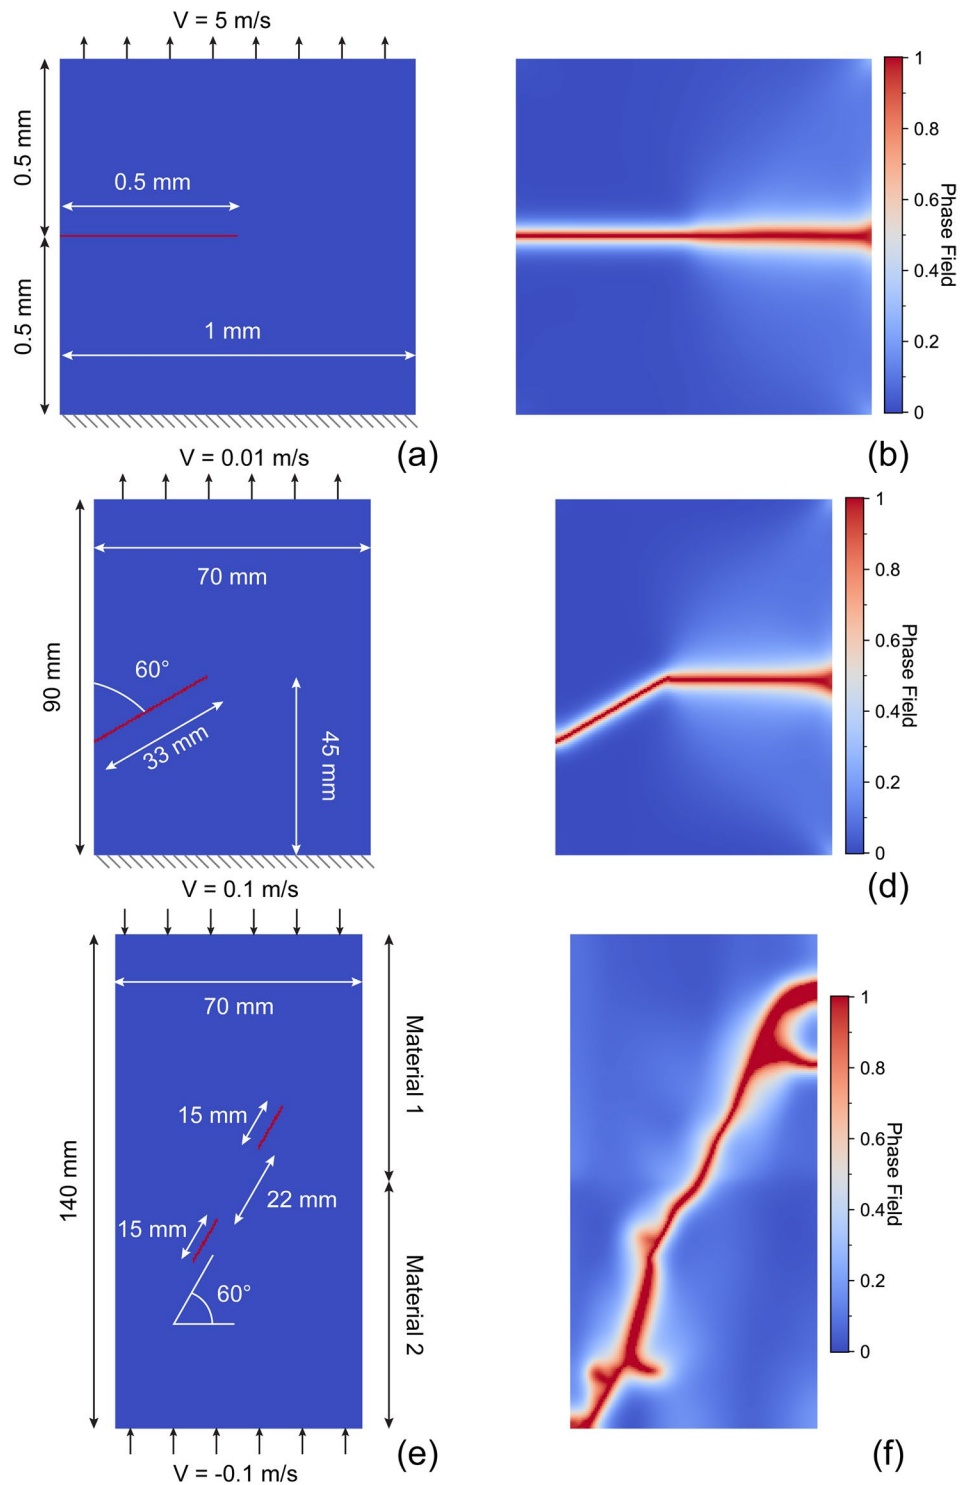 V = 5 m/s
0.5 mm
0.5 mm
0.5 mm
1 mm
(a)
1
0.8
0.6
0.4
0.2
0
Phase Field
(b)
V = 0.01 m/s
70 mm
90 mm
60°
33 mm
45 mm
1
0.8
0.6
0.4
0.2
0
Phase Field
(d)
V = 0.1 m/s
70 mm
140 mm
Material 1
15 mm
22 mm
15 mm
60°
Material 2
V = -0.1 m/s
(e)
1
0.8
0.6
0.4
0.2
0
Phase Field
(f)